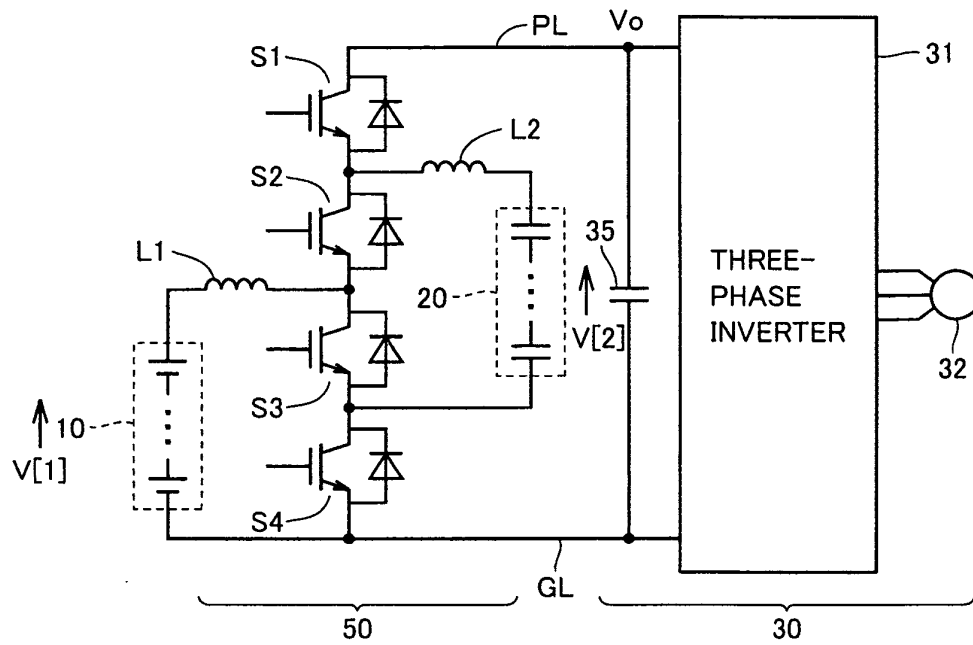 PL
Vo
S1
31
L2
S2
L1
35
THREE-
PHASE
INVERTER
20
V[2]
32
10
S3
V[1]
S4
GL
50
30